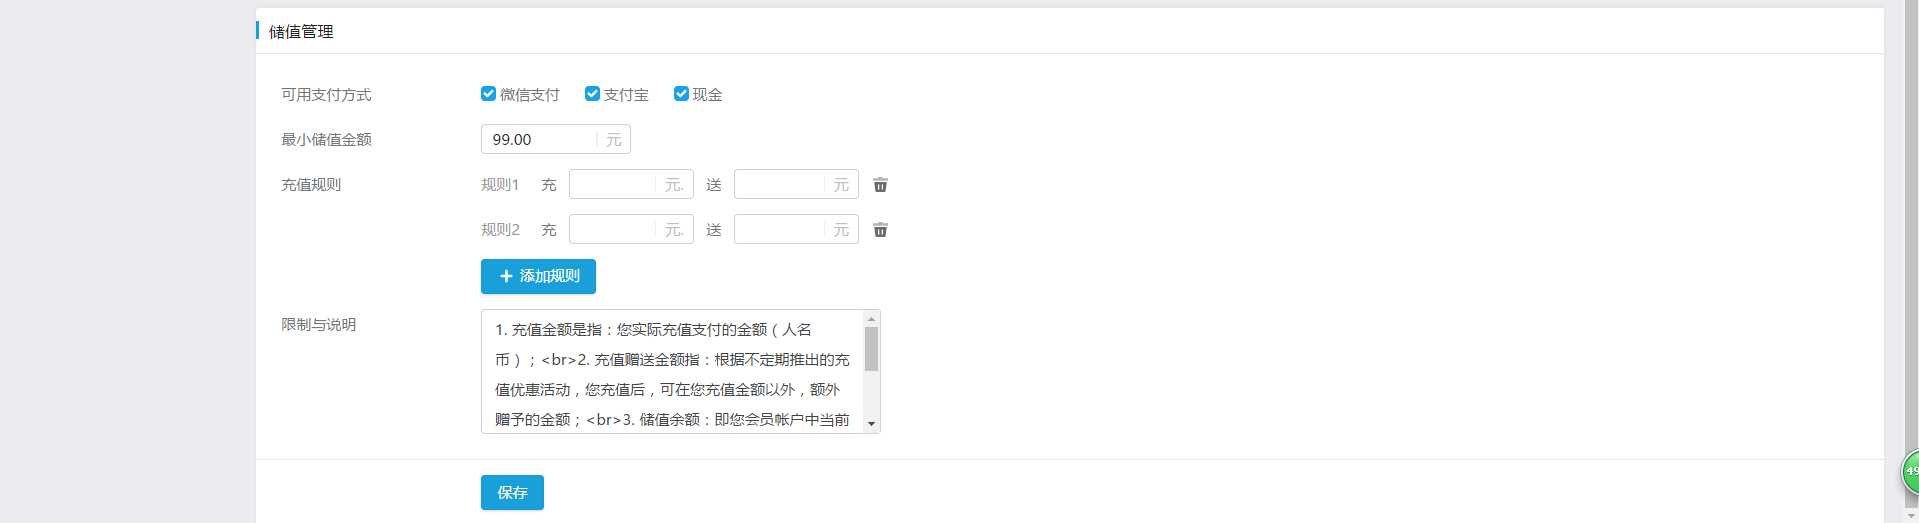 储值管理
可用支付方式 微信支付 支付宝 现金
最小储值金额 99.00 元
充值规则 规则1 充 元. 送 元
规则2 充 元. 送 元
+ 添加规则
限制与说明
1. 充值金额是指：您实际充值支付的金额（人名
币）；<br>2. 充值赠送金额指：根据不定期推出的充
值优惠活动，您充值后，可在您充值金额以外，额外
赠予的金额；<br>3. 储值余额：即您会员帐户中当前
保存
49